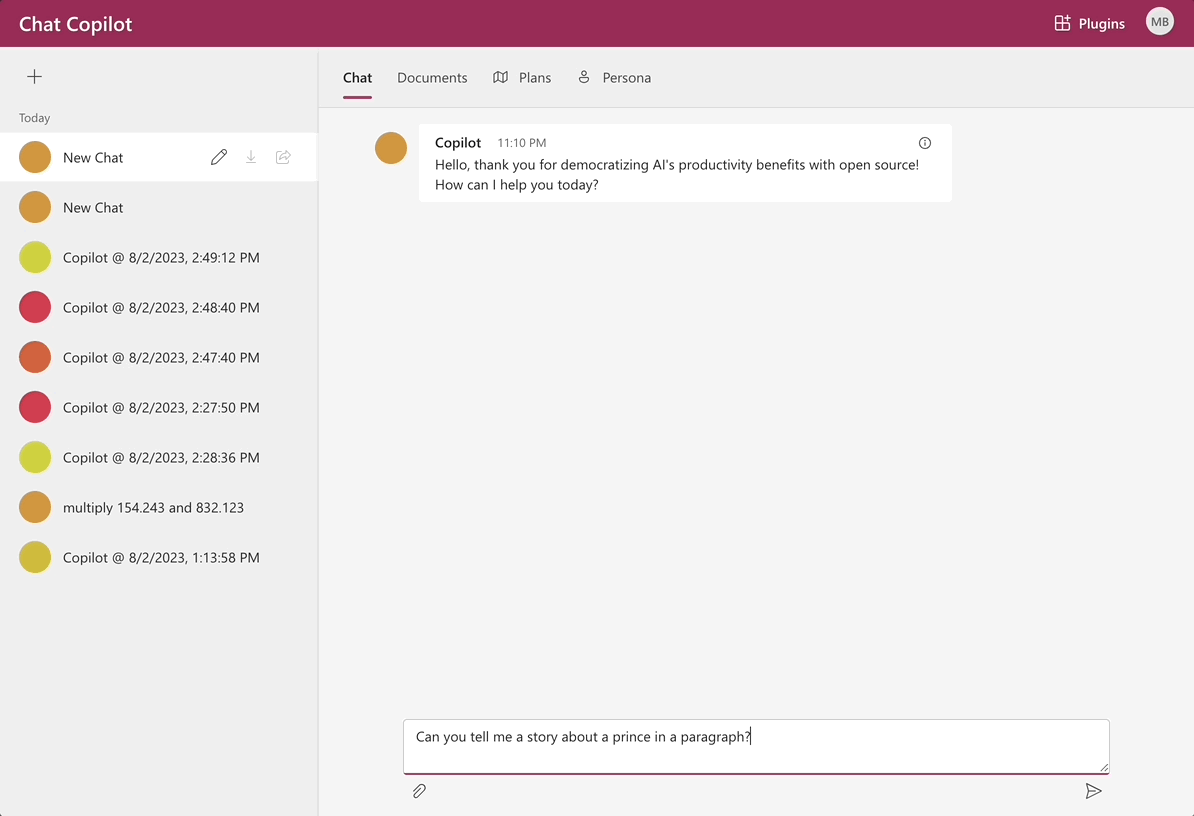 Chat Copilot
Plugins
MB
Today
New Chat
New Chat
Copilot @ 8/2/2023, 2:49:12 PM
Copilot @ 8/2/2023, 2:48:40 PM
Copilot @ 8/2/2023, 2:47:40 PM
Copilot @ 8/2/2023, 2:27:50 PM
Copilot @ 8/2/2023, 2:28:36 PM
multiply 154.243 and 832.123
Copilot @ 8/2/2023, 1:13:58 PM
Chat
Documents
Plans
Persona
Copilot 11:10 PM
Hello, thank you for democratizing AI's productivity benefits with open source!
How can I help you today?
Can you tell me a story about a prince in a paragraph?